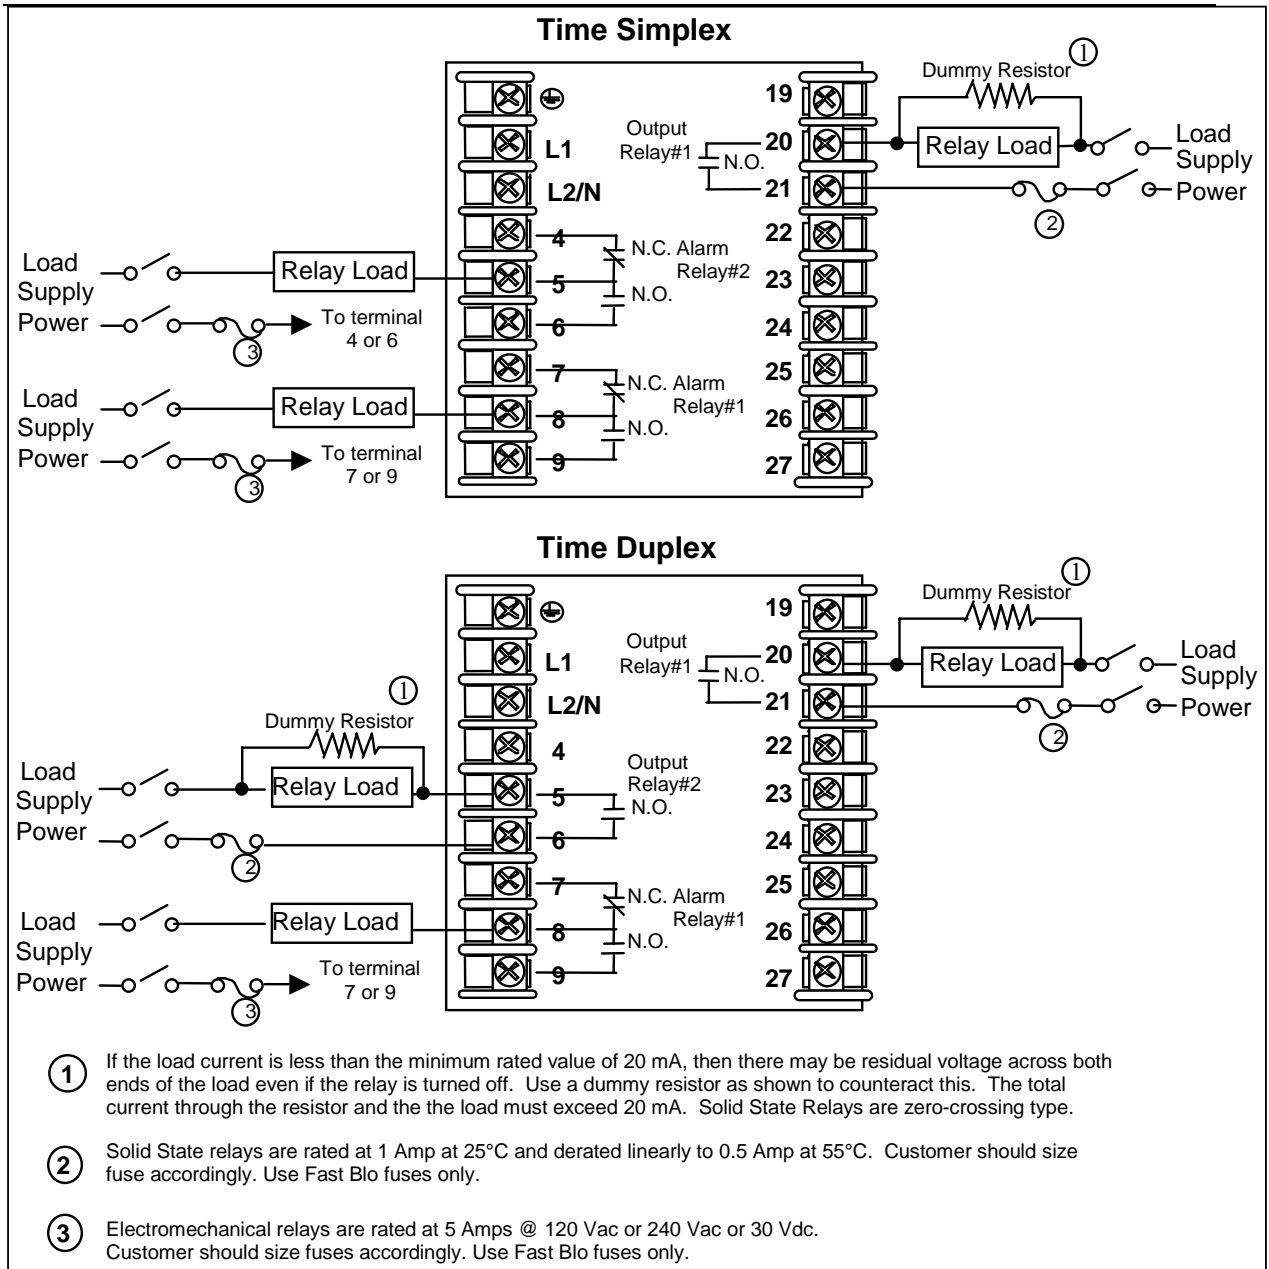 Time Simplex
1
Dummy Resistor
19
Output
Relay#1
N.O.
20
Relay Load
Load
Supply
Power
L1
L2/N
21
2
4
22
N.C. Alarm
Relay#2
N.O.
Load
Supply
Power
Relay Load
5
23
6
24
To terminal
4 or 6
3
7
25
N.C. Alarm
Relay#1
N.O.
Load
Supply
Power
Relay Load
8
26
9
27
To terminal
7 or 9
3
Time Duplex
1
Dummy Resistor
19
Output
Relay#1
N.O.
20
Relay Load
Load
Supply
Power
L1
L2/N
21
2
1
Dummy Resistor
4
22
Output
Relay#2
N.O.
Load
Supply
Power
Relay Load
5
23
6
24
2
7
25
N.C. Alarm
Relay#1
N.O.
Load
Supply
Power
Relay Load
8
26
9
27
To terminal
7 or 9
3
1 If the load current is less than the minimum rated value of 20 mA, then there may be residual voltage across both
ends of the load even if the relay is turned off. Use a dummy resistor as shown to counteract this. The total
current through the resistor and the the load must exceed 20 mA. Solid State Relays are zero-crossing type.
2 Solid State relays are rated at 1 Amp at 25°C and derated linearly to 0.5 Amp at 55°C. Customer should size
fuse accordingly. Use Fast Blo fuses only.
3 Electromechanical relays are rated at 5 Amps @ 120 Vac or 240 Vac or 30 Vdc.
Customer should size fuses accordingly. Use Fast Blo fuses only.